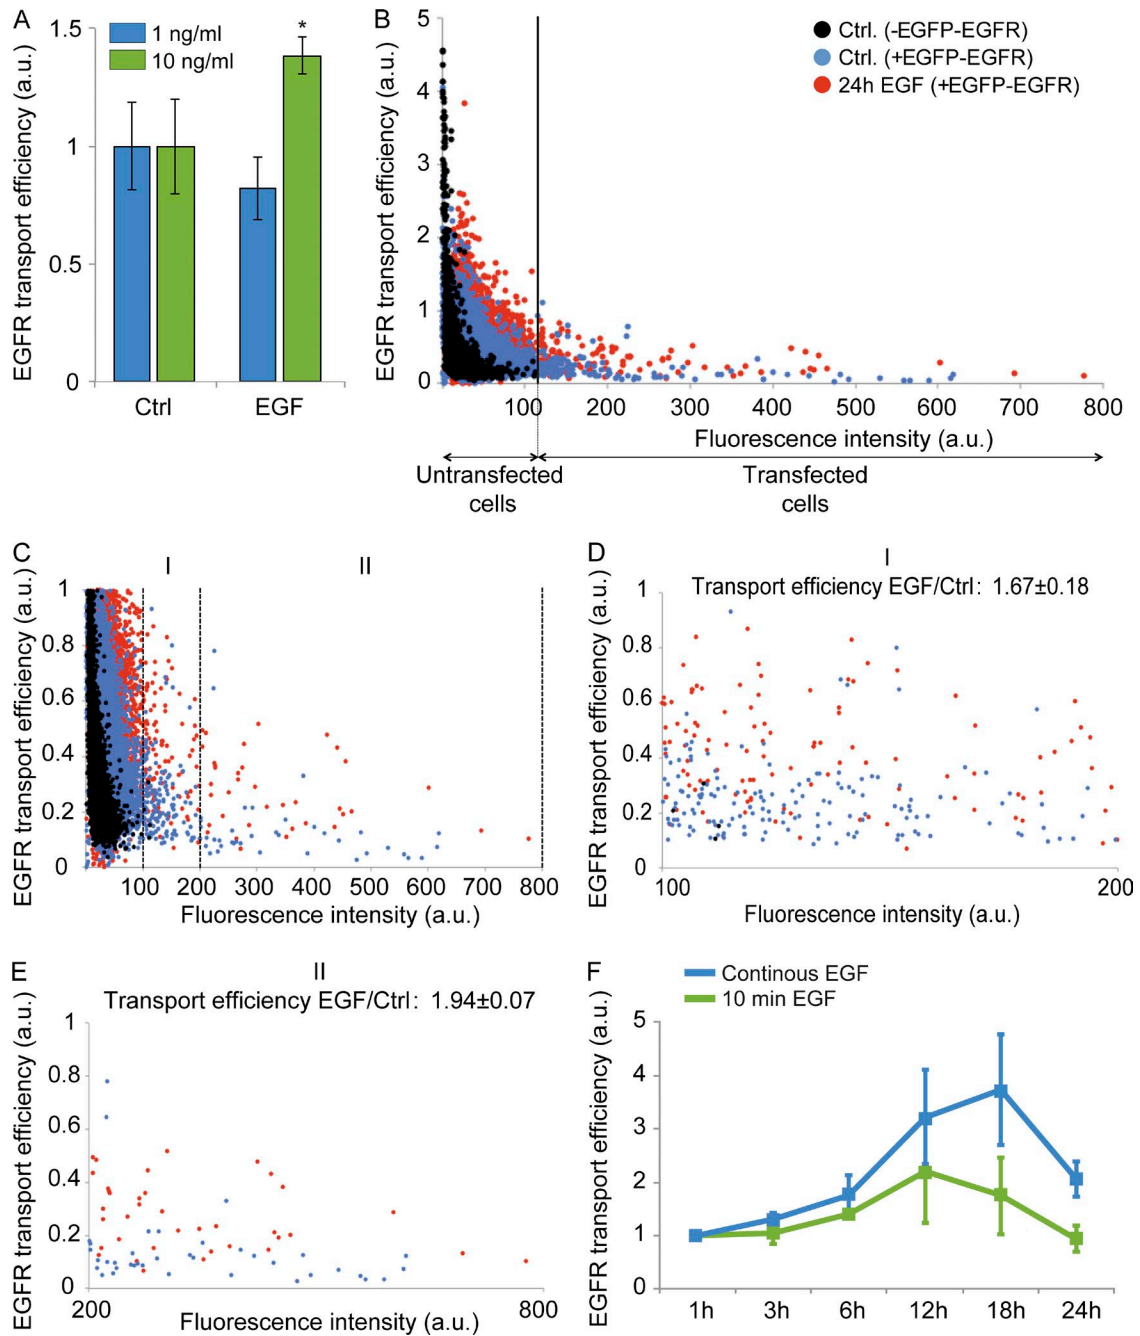 A
EGFR transport efficiency (a.u.)
1.5
1
0.5
0
1 ng/ml
10 ng/ml
*
Ctrl
EGF
B
EGFR transport efficiency (a.u.)
5
4
3
2
1
0
Ctrl. (-EGFP-EGFR)
Ctrl. (+EGFP-EGFR)
24h EGF (+EGFP-EGFR)
100 200 300 400 500 600 700 800
Fluorescence intensity (a.u.)
Untransfected
cells
Transfected
cells
C
I
II
EGFR transport efficiency (a.u.)
1
0.8
0.6
0.4
0.2
0
0 100 200 300 400 500 600 700 800
Fluorescence intensity (a.u.)
D
I
Transport efficiency EGF/Ctrl: 1.67±0.18
EGFR transport efficiency (a.u.)
1
0.8
0.6
0.4
0.2
0
100
200
Fluorescence intensity (a.u.)
E
II
Transport efficiency EGF/Ctrl: 1.94±0.07
EGFR transport efficiency (a.u.)
1
0.8
0.6
0.4
0.2
0
200
800
Fluorescence intensity (a.u.)
F
Continous EGF
10 min EGF
EGFR transport efficiency (a.u.)
5
4
3
2
1
0
1h 3h 6h 12h 18h 24h